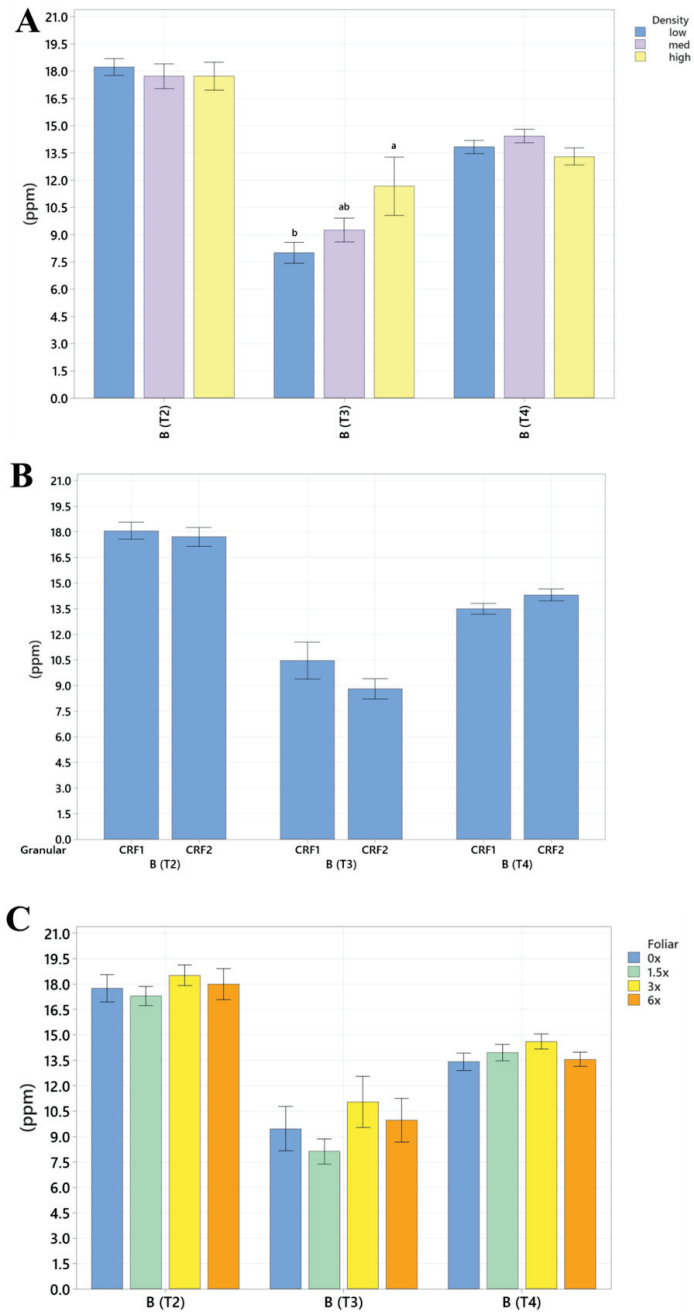 A
Density
low
med
high
21.0
19.5
18.0
16.5
15.0
13.5
12.0
10.5
9.0
7.5
6.0
4.5
3.0
1.5
0.0
(ppm)
b
ab
a
B (T2)
B (T3)
B (T4)
B
21.0
19.5
18.0
16.5
15.0
13.5
12.0
10.5
9.0
7.5
6.0
4.5
3.0
1.5
0.0
(ppm)
Granular CRF1 CRF2 CRF1 CRF2 CRF1 CRF2
B (T2) B (T3) B (T4)
C
Foliar
0x
1.5x
3x
6x
21.0
19.5
18.0
16.5
15.0
13.5
12.0
10.5
9.0
7.5
6.0
4.5
3.0
1.5
0.0
(ppm)
B (T2) B (T3) B (T4)